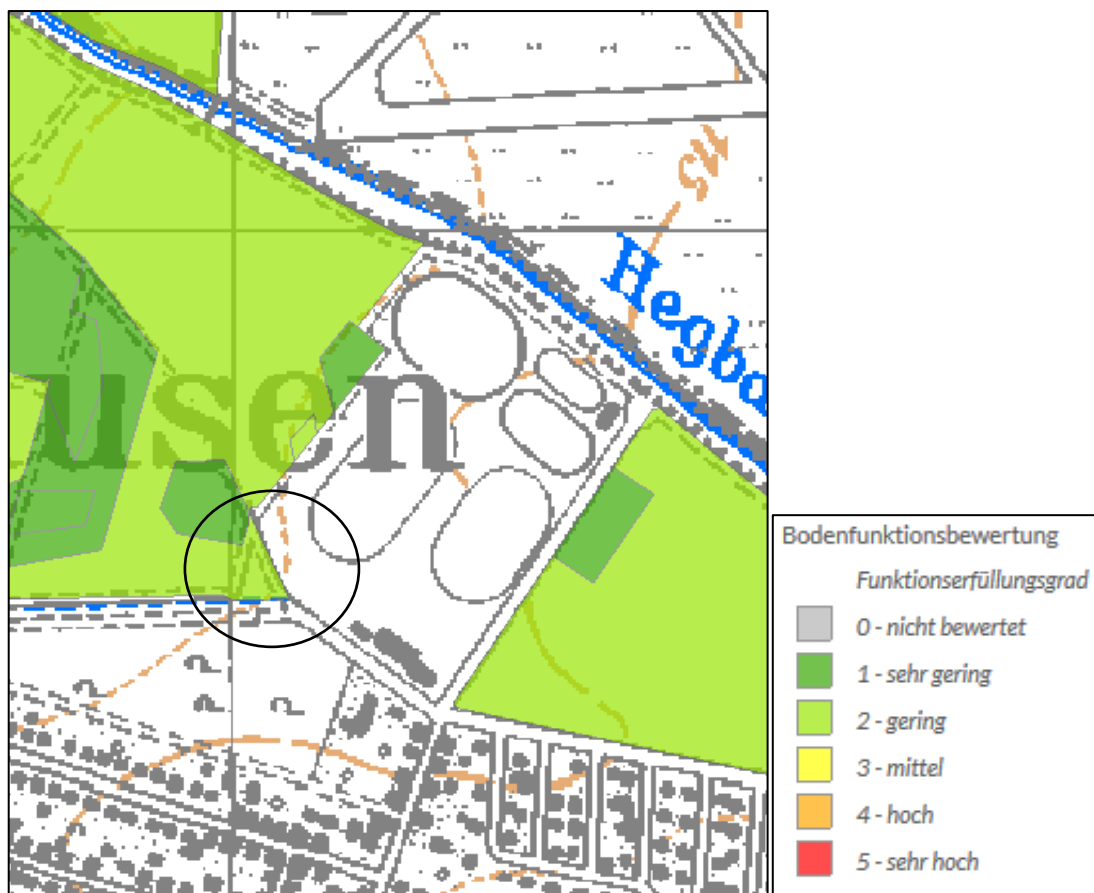 Hegba
usen
Bodenfunktionsbewertung
Funktionserfüllungsgrad
0 - nicht bewertet
1 - sehr gering
2 - gering
3 - mittel
4 - hoch
5 - sehr hoch